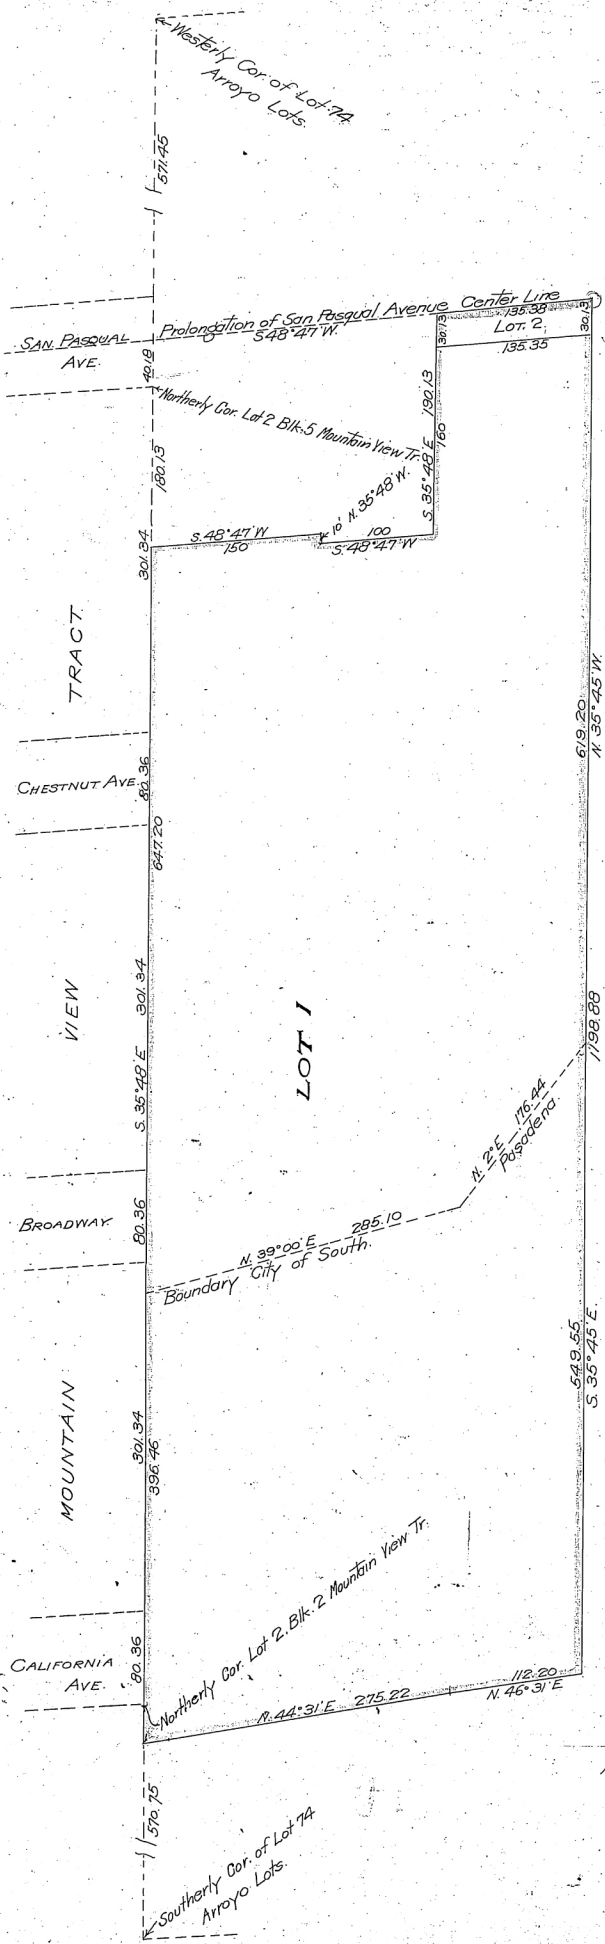 Westerly Cor. of Lot 74
Arroyo Lots.
571.45
Prolongation of San Pasqual Avenue Center Line
S 48°47' W.
SAN PASQUAL
AVE.
40.18
135.38
30.13
LOT. 2,
30.13
135.35
Northerly Cor. Lot 2 Blk. 5 Mountain View Tr.
180.13
190.13
160
S. 35°48' E
10' N. 35°48' W.
S. 48°47' W
150
100
S. 48°47' W
301.34
TRACT
619.20
N. 35°45' W.
CHESTNUT AVE.
80.36
647.20
VIEW
301.34
S. 35°48' E
LOT 1
1198.88
N. 2° E 176.44
Pasadena.
BROADWAY.
80.36
N. 39°00' E 285.10
Boundary City of South.
549.55
S. 35°45' E.
MOUNTAIN
301.34
396.46
Northerly Cor. Lot 2, Blk. 2 Mountain View Tr.
CALIFORNIA
AVE.
80.36
N. 44°31' E 275.22
112.20
N. 46°31' E
570.75
Southerly Cor. of Lot 74
Arroyo Lots.